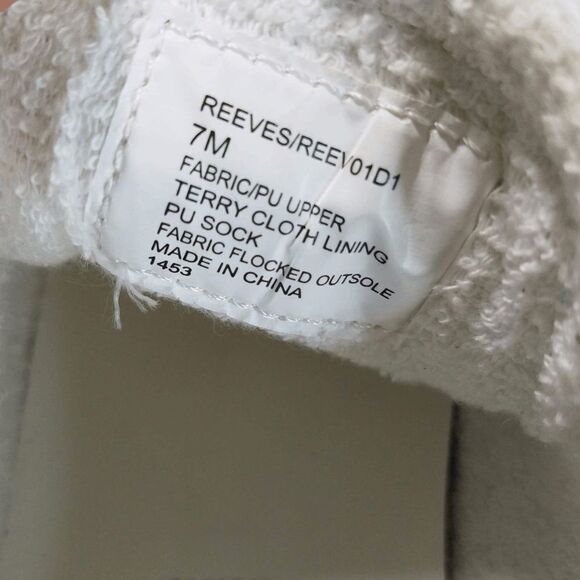 REEVES/REEV01D1
7M
FABRIC/PU UPPER
TERRY CLOTH LINING
PU SOCK
FABRIC FLOCKED OUTSOLE
MADE IN CHINA
1453